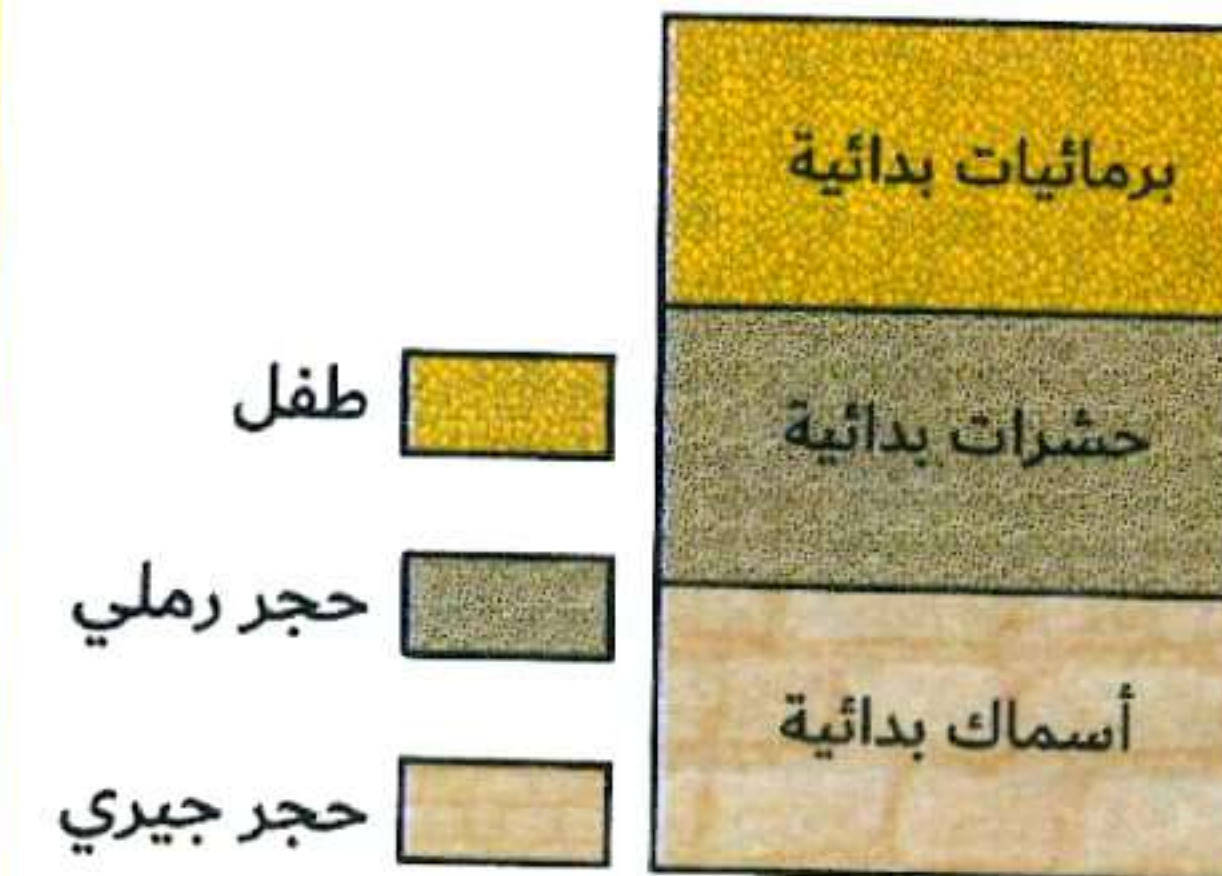 برمائيات بدائية
حشرات بدائية
أسماك بدائية
طفل
حجر رملي
حجر جيري